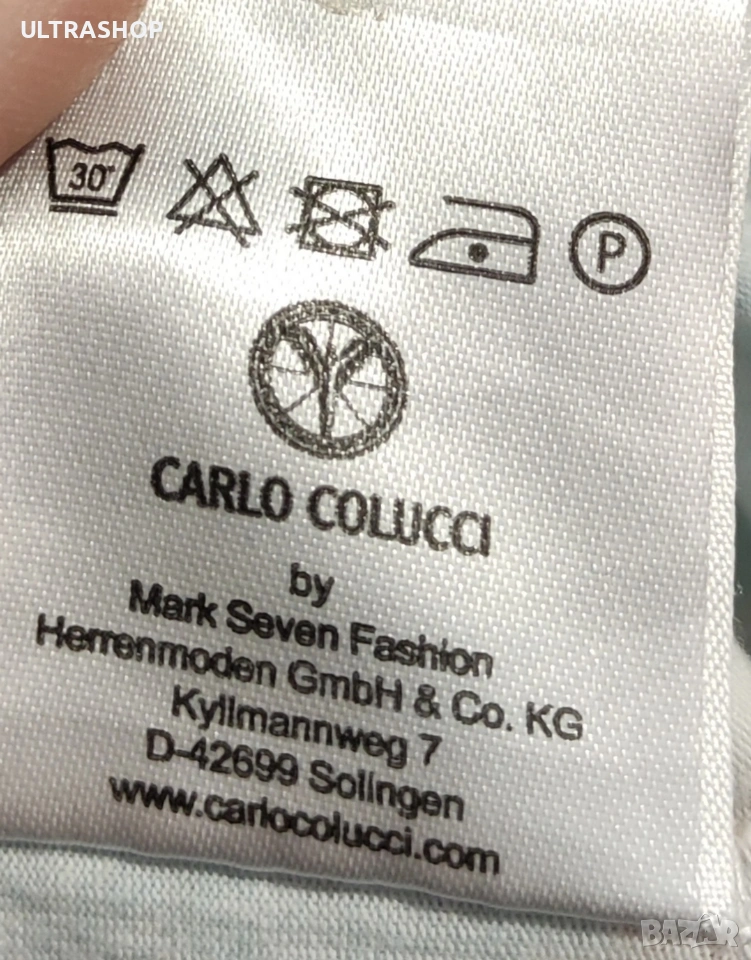 ULTRASHOP
30°
P
CARLO COLUCCI
by
Mark Seven Fashion
Herrenmoden GmbH & Co. KG
Kyllmannweg 7
D-42699 Solingen
www.carlocolucci.com
BAZAR